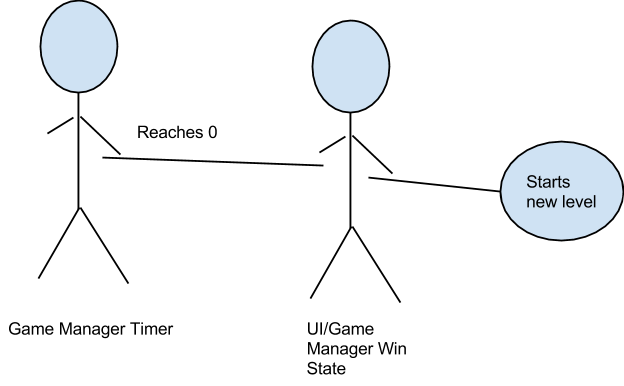 Reaches 0
Starts
new level
Game Manager Timer
UI/Game
Manager Win
State